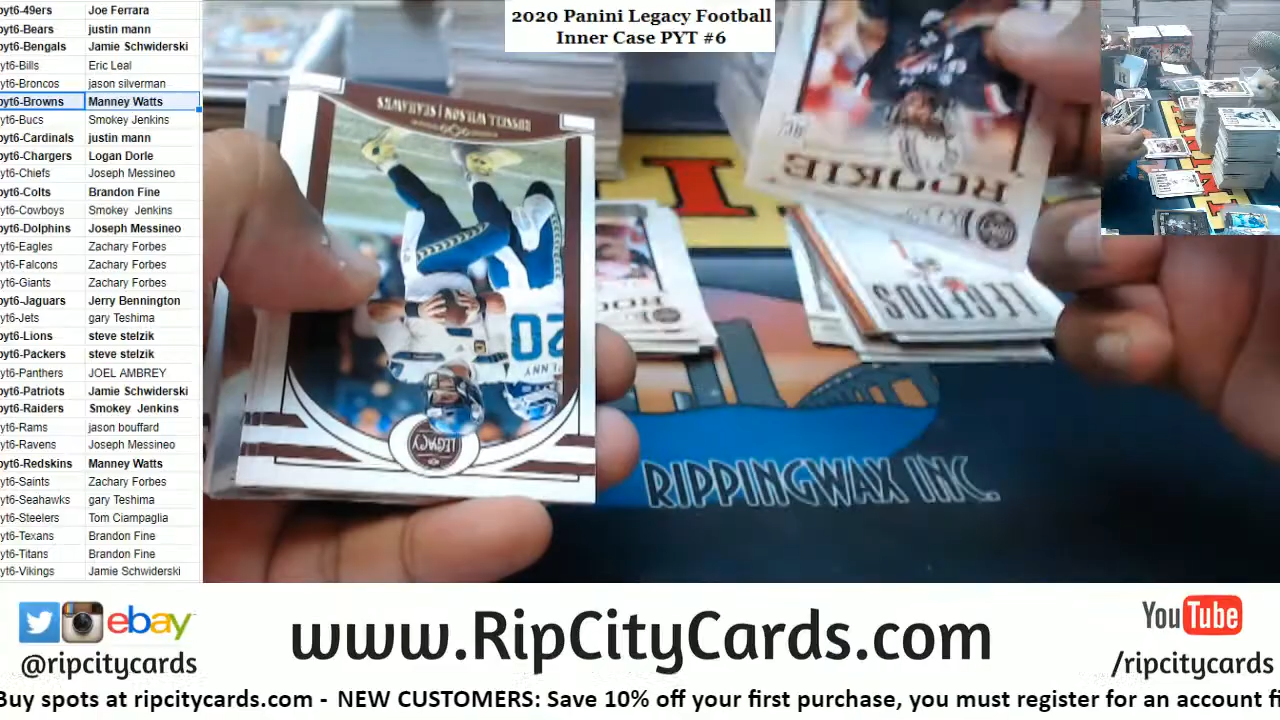 2020 Panini Legacy Football
Inner Case PYT #6
pyt6-49ers Joe Ferrara
pyt6-Bears justin mann
pyt6-Bengals Jamie Schwiderski
pyt6-Bills Eric Leal
pyt6-Broncos jason silverman
pyt6-Browns Manney Watts
pyt6-Bucs Smokey Jenkins
pyt6-Cardinals justin mann
pyt6-Chargers Logan Dorle
pyt6-Chiefs Joseph Messineo
pyt6-Colts Brandon Fine
pyt6-Cowboys Smokey Jenkins
pyt6-Dolphins Joseph Messineo
pyt6-Eagles Zachary Forbes
pyt6-Falcons Zachary Forbes
pyt6-Giants Zachary Forbes
pyt6-Jaguars Jerry Bennington
pyt6-Jets gary Teshima
pyt6-Lions steve stelzik
pyt6-Packers steve stelzik
pyt6-Panthers JOEL AMBREY
pyt6-Patriots Jamie Schwiderski
pyt6-Raiders Smokey Jenkins
pyt6-Rams jason bouffard
pyt6-Ravens Joseph Messineo
pyt6-Redskins Manney Watts
pyt6-Saints Zachary Forbes
pyt6-Seahawks gary Teshima
pyt6-Steelers Tom Ciampaglia
pyt6-Texans Brandon Fine
pyt6-Titans Brandon Fine
pyt6-Vikings Jamie Schwiderski
RUSSELL WILSON | SEAHAWKS
20
LEGACY
ROOKIE
LEGENDS
RIPPINGWAX INC.
ebay
@ripcitycards
www.RipCityCards.com
YouTube
/ripcitycards
Buy spots at ripcitycards.com - NEW CUSTOMERS: Save 10% off your first purchase, you must register for an account fi